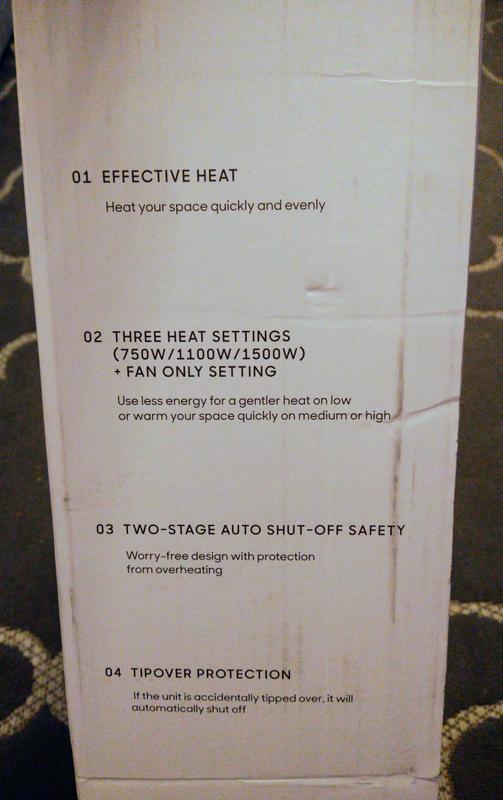 01 EFFECTIVE HEAT
Heat your space quickly and evenly
02 THREE HEAT SETTINGS
(750W/1100W/1500W)
+ FAN ONLY SETTING
Use less energy for a gentler heat on low
or warm your space quickly on medium or high
03 TWO-STAGE AUTO SHUT-OFF SAFETY
Worry-free design with protection
from overheating
04 TIPOVER PROTECTION
If the unit is accidentally tipped over, it will
automatically shut off